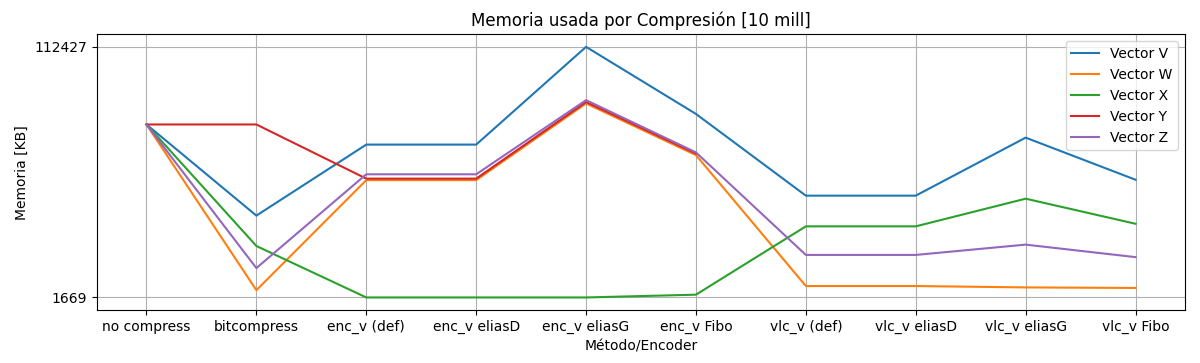 Memoria usada por Compresión [10 mill]
112427
1669
Memoria [KB]
Vector V
Vector W
Vector X
Vector Y
Vector Z
no compress
bitcompress
enc_v (def)
enc_v eliasD
enc_v eliasG
enc_v Fibo
vlc_v (def)
vlc_v eliasD
vlc_v eliasG
vlc_v Fibo
Método/Encoder